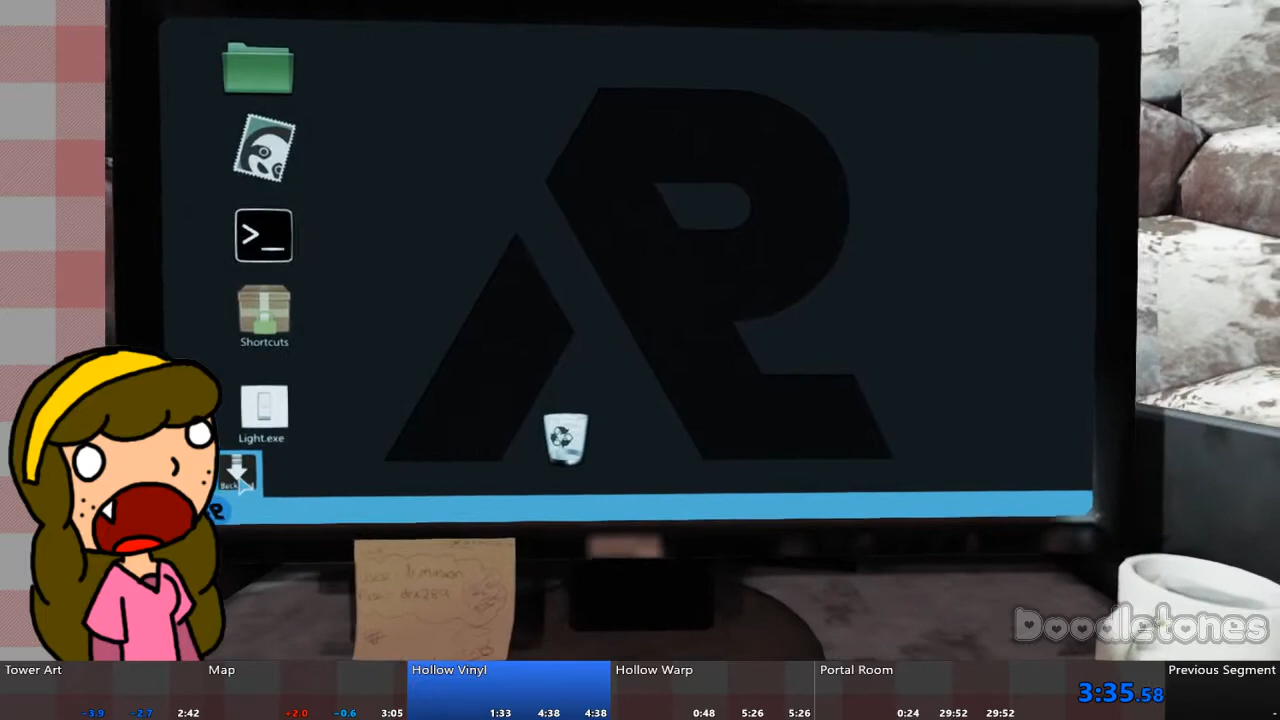 >_
Shortcuts
Light.exe
Doodletones
Tower Art
-3.9 -2.7 2:42
Map
+2.0 -0.6 3:05
Hollow Vinyl
1:33 4:38 4:38
Hollow Warp
0:48 5:26 5:26
Portal Room
0:24 29:52 29:52
3:35.58
Previous Segment
-